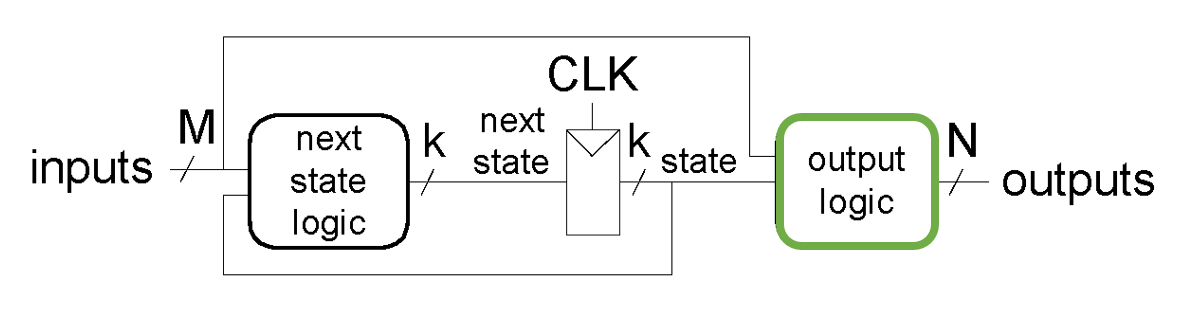 CLK
M
inputs
next
state
logic
k
next
state
k
state
output
logic
N
outputs